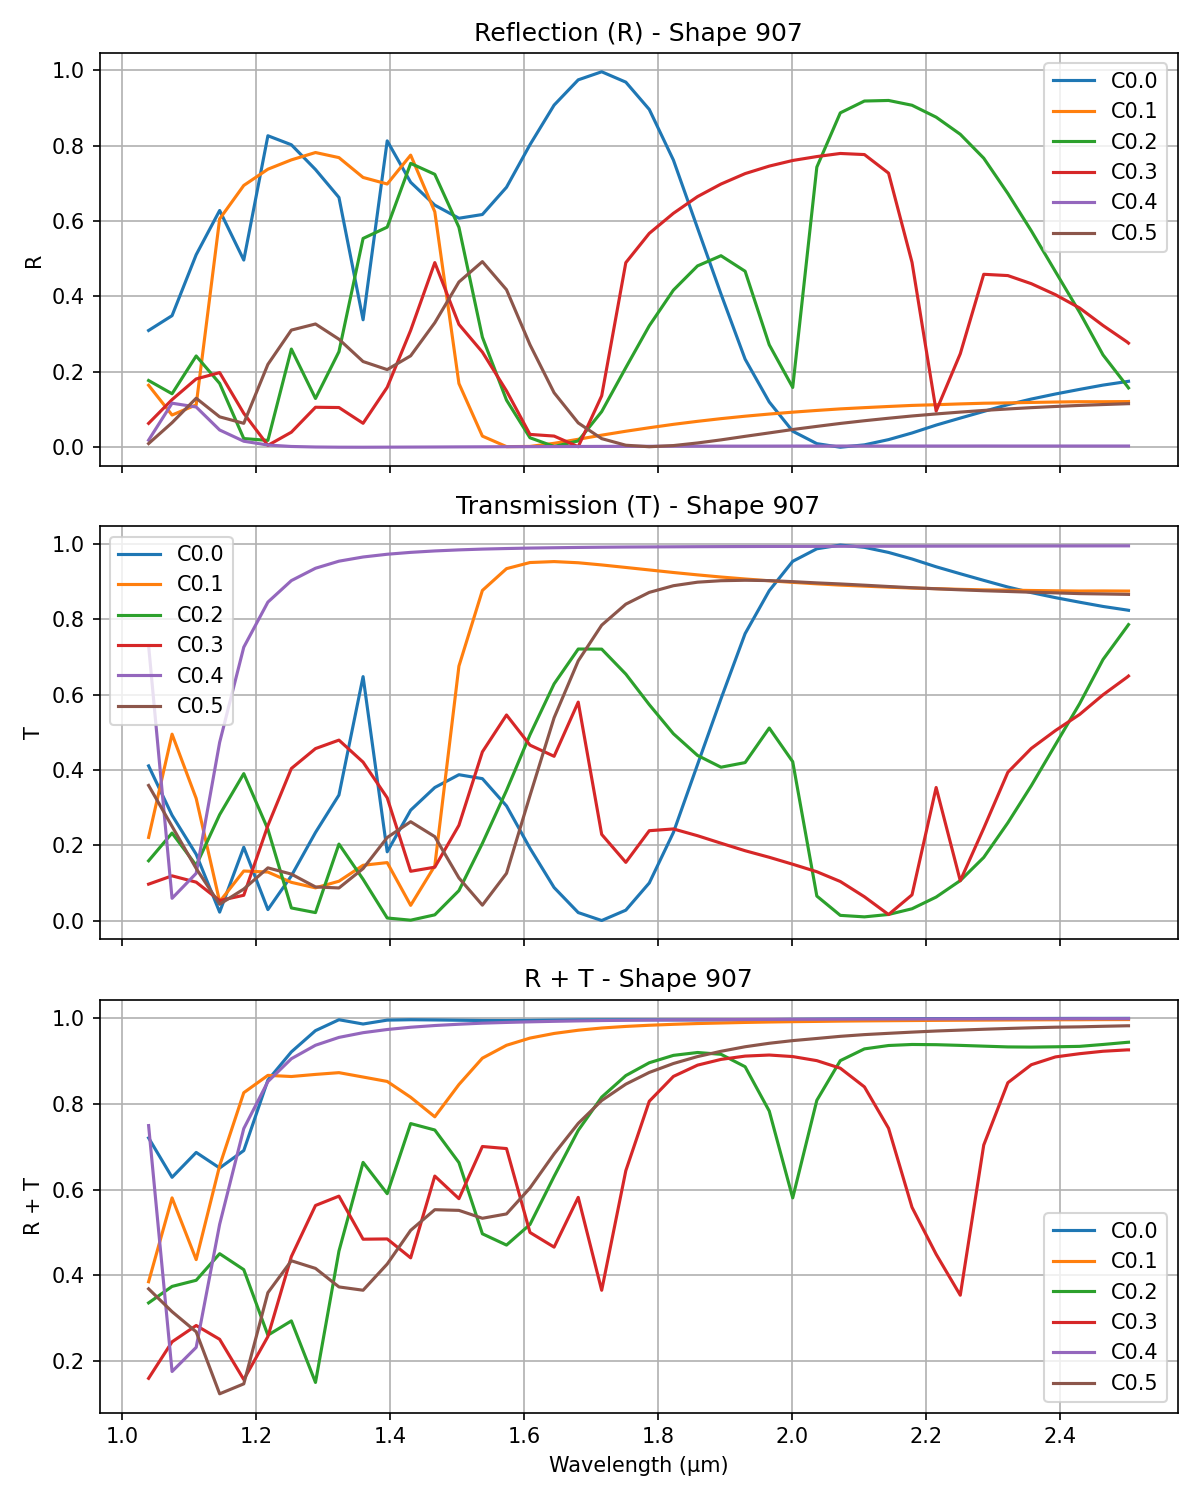 Reflection (R) - Shape 907
1.0
0.8
0.6
0.4
0.2
0.0
R
C0.0
C0.1
C0.2
C0.3
C0.4
C0.5
Transmission (T) - Shape 907
1.0
0.8
0.6
0.4
0.2
0.0
T
C0.0
C0.1
C0.2
C0.3
C0.4
C0.5
R + T - Shape 907
1.0
0.8
0.6
0.4
0.2
R + T
C0.0
C0.1
C0.2
C0.3
C0.4
C0.5
1.0 1.2 1.4 1.6 1.8 2.0 2.2 2.4
Wavelength (μm)